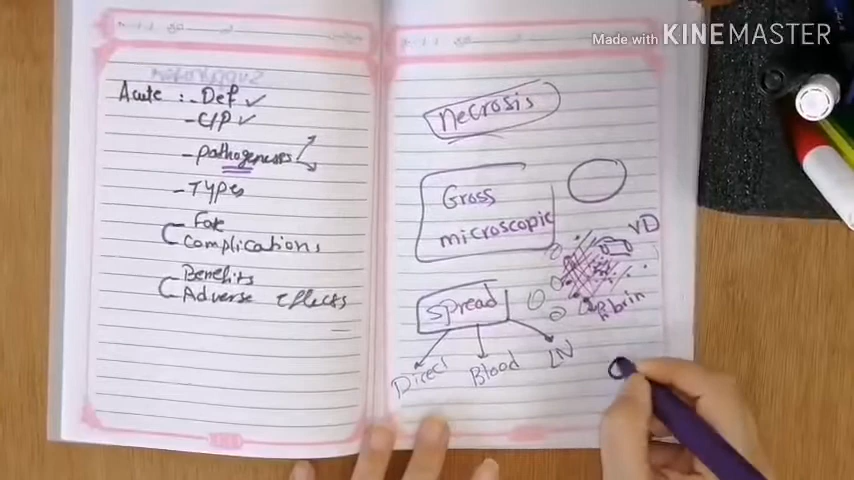 Made with KINEMASTER
Acute :- Def ✓
- C/P ✓
- pathogenesis
- Types
Fate
Complications
Benefits
Adverse effects
necrosis
Gross
microscopic
VD
fibrin
spread
Direct
Blood
LN